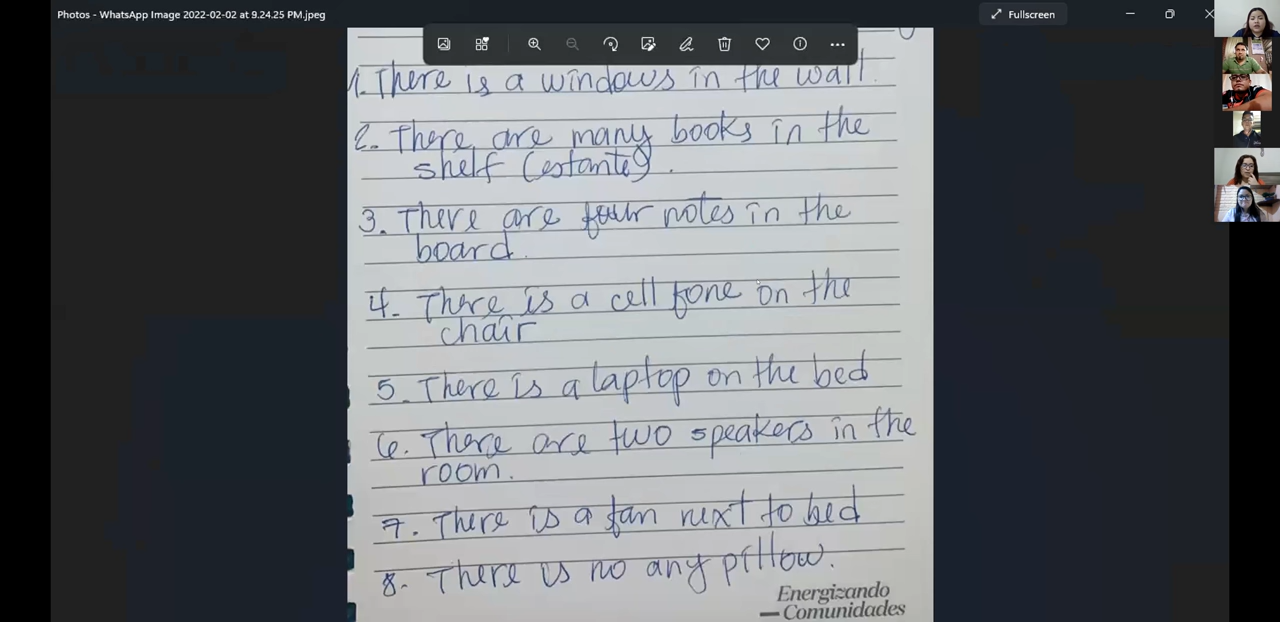 Photos - WhatsApp Image 2022-02-02 at 9.24.25 PM.jpeg
Fullscreen
1. There is a windows in the wall.
2. There are many books in the
shelf (estante).
3. There are four notes in the
board.
4. There is a cell fone on the
chair
5. There is a laptop on the bed
6. There are two speakers in the
room.
7. There is a fan next to bed
8. There is no any pillow.
Energizando
Comunidades